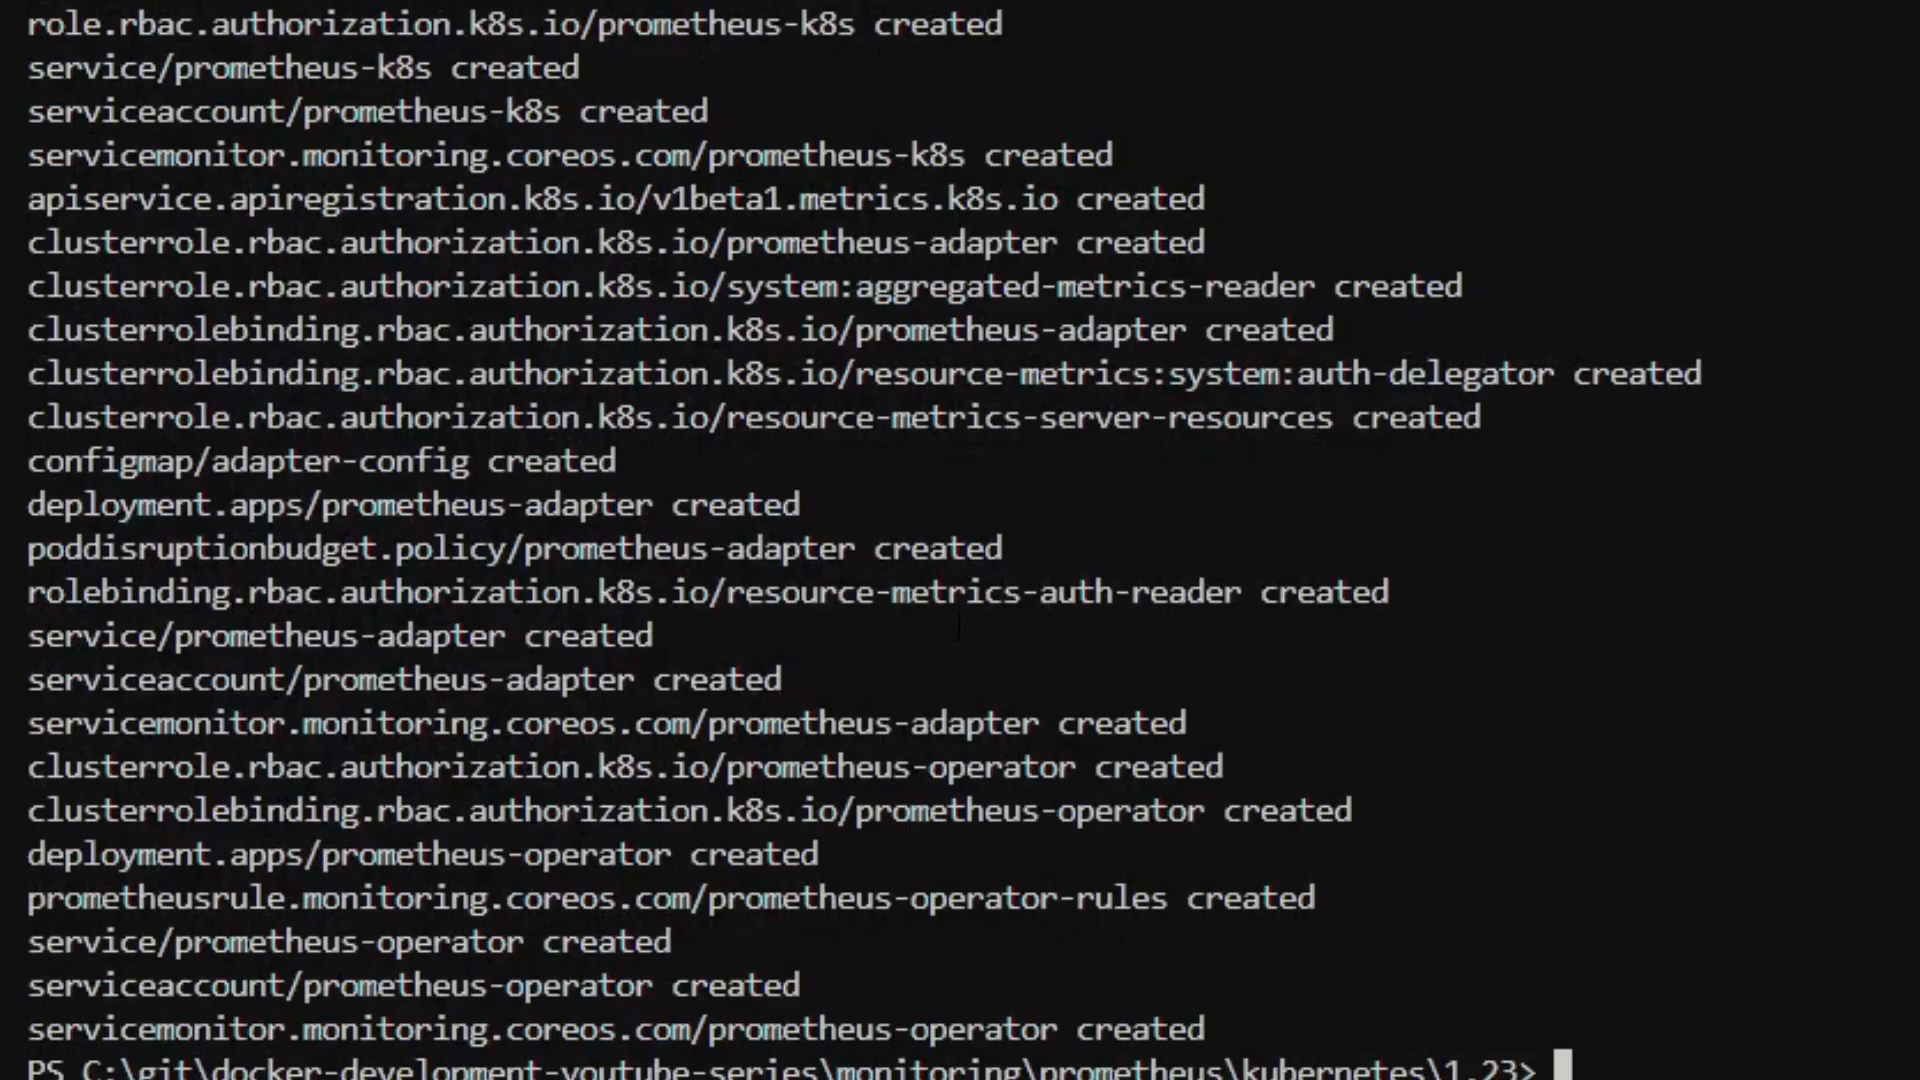 role.rbac.authorization.k8s.io/prometheus-k8s created
service/prometheus-k8s created
serviceaccount/prometheus-k8s created
servicemonitor.monitoring.coreos.com/prometheus-k8s created
apiservice.apiregistration.k8s.io/v1beta1.metrics.k8s.io created
clusterrole.rbac.authorization.k8s.io/prometheus-adapter created
clusterrole.rbac.authorization.k8s.io/system:aggregated-metrics-reader created
clusterrolebinding.rbac.authorization.k8s.io/prometheus-adapter created
clusterrolebinding.rbac.authorization.k8s.io/resource-metrics:system:auth-delegator created
clusterrole.rbac.authorization.k8s.io/resource-metrics-server-resources created
configmap/adapter-config created
deployment.apps/prometheus-adapter created
poddisruptionbudget.policy/prometheus-adapter created
rolebinding.rbac.authorization.k8s.io/resource-metrics-auth-reader created
service/prometheus-adapter created
serviceaccount/prometheus-adapter created
servicemonitor.monitoring.coreos.com/prometheus-adapter created
clusterrole.rbac.authorization.k8s.io/prometheus-operator created
clusterrolebinding.rbac.authorization.k8s.io/prometheus-operator created
deployment.apps/prometheus-operator created
prometheusrule.monitoring.coreos.com/prometheus-operator-rules created
service/prometheus-operator created
serviceaccount/prometheus-operator created
servicemonitor.monitoring.coreos.com/prometheus-operator created
PS C:\git\docker-development-youtube-series\monitoring\prometheus\kubernetes\1.23>